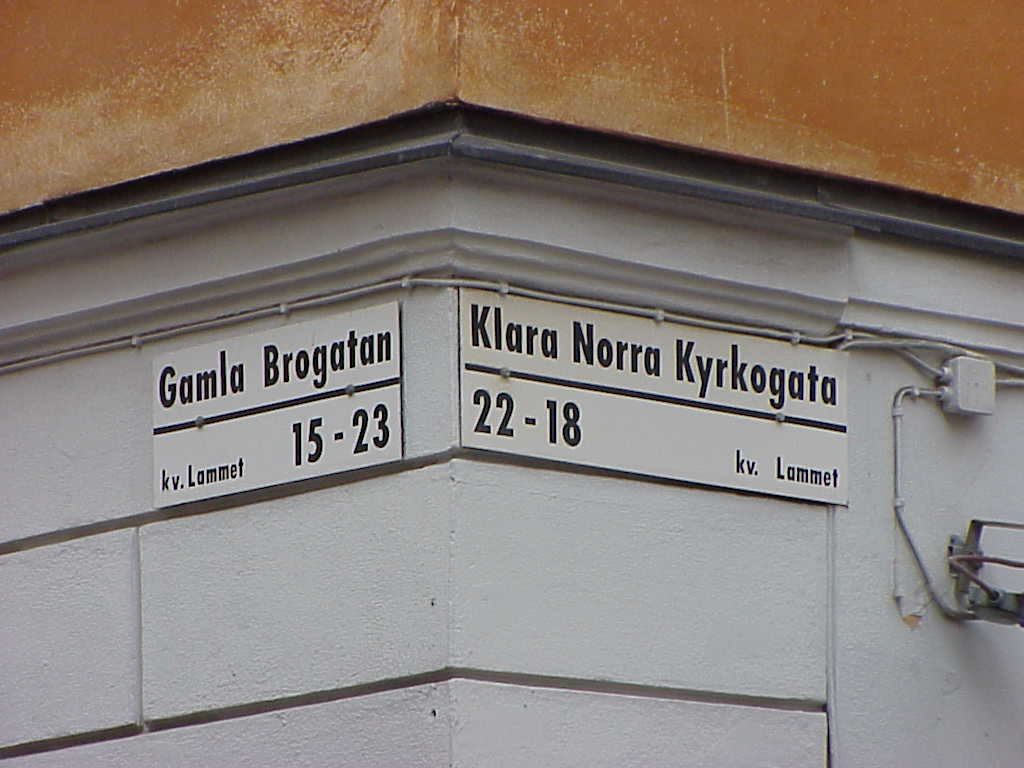 Gamla Brogatan
15 - 23
kv. Lammet
Klara Norra Kyrkogata
22 - 18
kv. Lammet